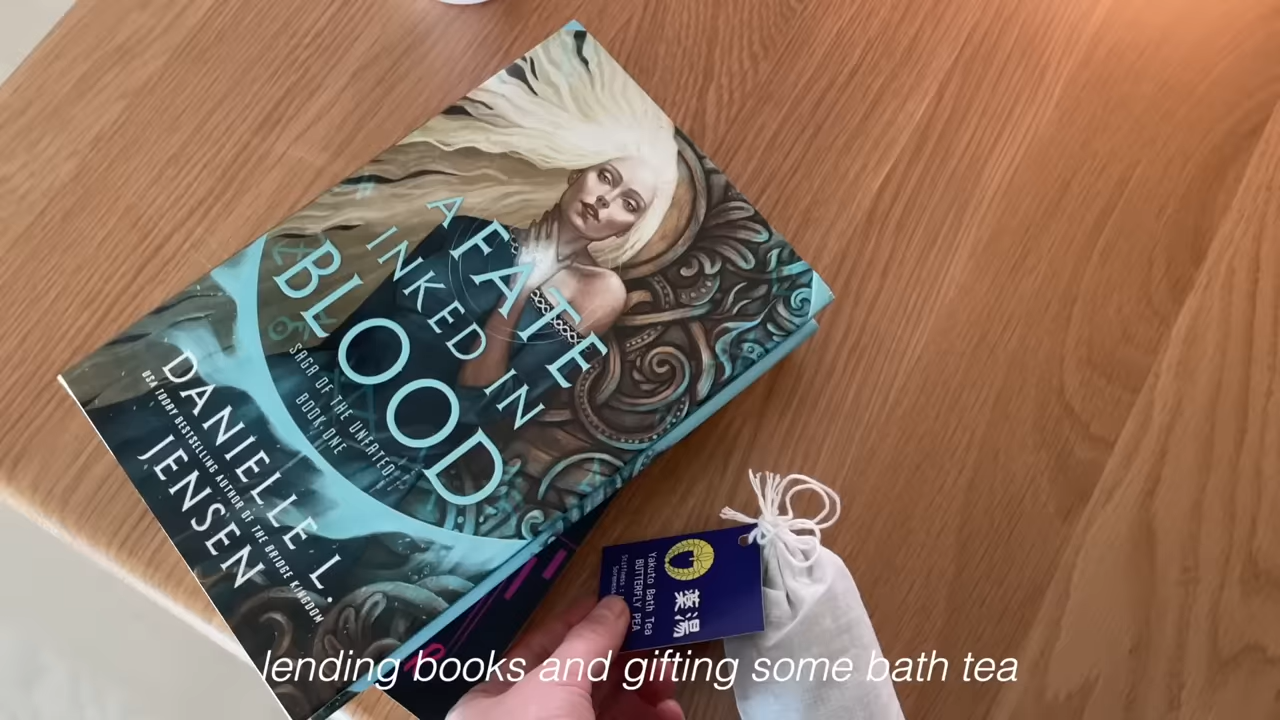 A FATE
INKED IN
BLOOD
SAGA OF THE UNFATED
BOOK ONE
DANIELLE L.
JENSEN
USA TODAY BESTSELLING AUTHOR OF THE BRIDGE KINGDOM
薬湯
Yakuto Bath Tea
BUTTERFLY PEA
Stiffness
lending books and gifting some bath tea